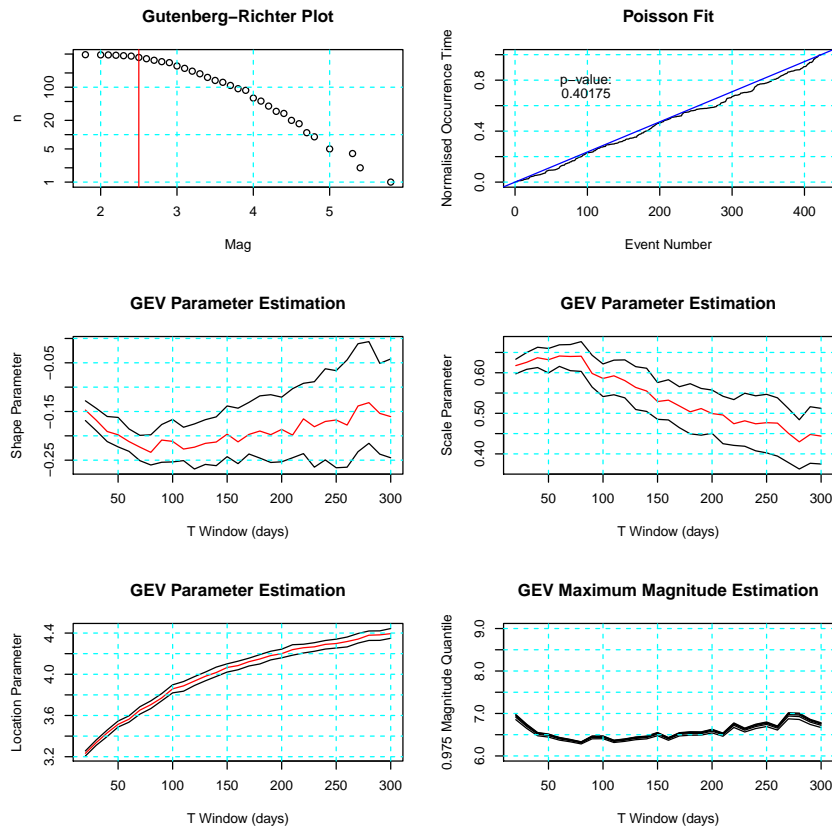 Gutenberg−Richter Plot
n
100
20
5
1
2 3 4 5
Mag
Poisson Fit
Normalised Occurrence Time
0.8
0.4
0.0
p−value:
0.40175
0 100 200 300 400
Event Number
GEV Parameter Estimation
Shape Parameter
−0.05
−0.15
−0.25
50 100 150 200 250 300
T Window (days)
GEV Parameter Estimation
Scale Parameter
0.60
0.50
0.40
50 100 150 200 250 300
T Window (days)
GEV Parameter Estimation
Location Parameter
4.4
4.0
3.6
3.2
50 100 150 200 250 300
T Window (days)
GEV Maximum Magnitude Estimation
0.975 Magnitude Quantile
9.0
8.0
7.0
6.0
50 100 150 200 250 300
T Window (days)